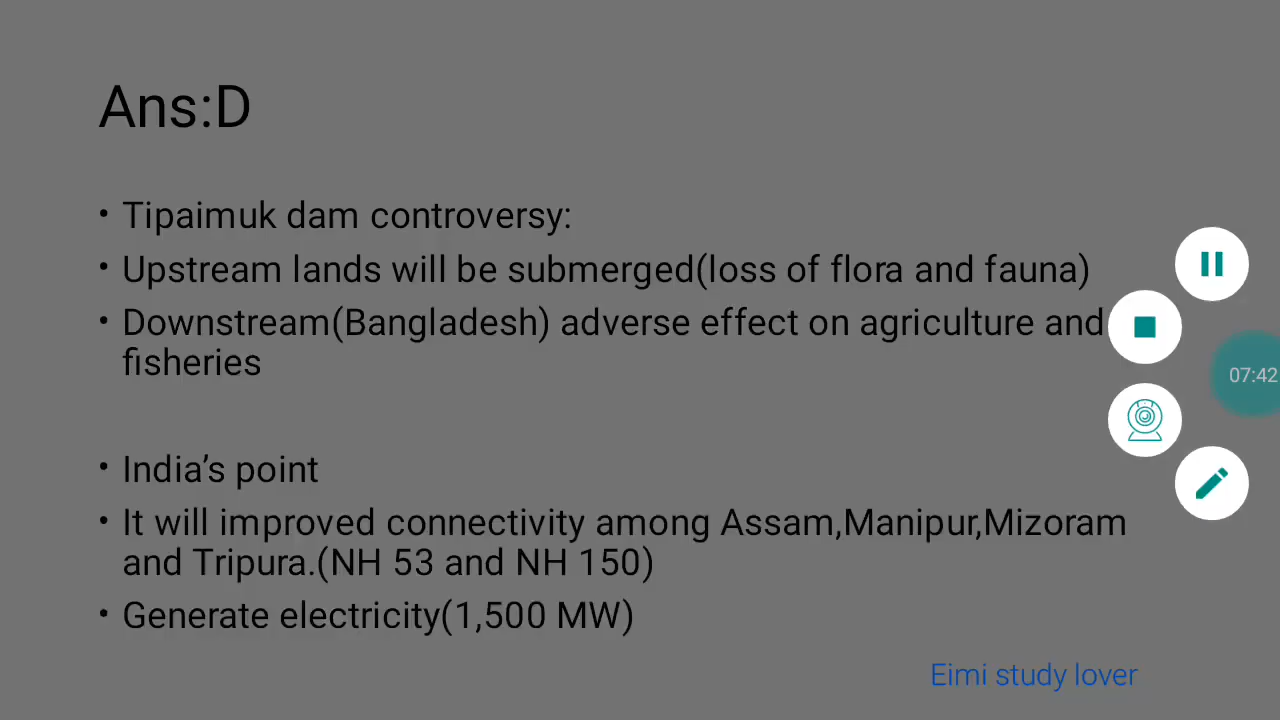 Ans:D
• Tipaimuk dam controversy:
• Upstream lands will be submerged(loss of flora and fauna)
• Downstream(Bangladesh) adverse effect on agriculture and
fisheries
07:42
• India’s point
• It will improved connectivity among Assam,Manipur,Mizoram
and Tripura.(NH 53 and NH 150)
• Generate electricity(1,500 MW)
Eimi study lover